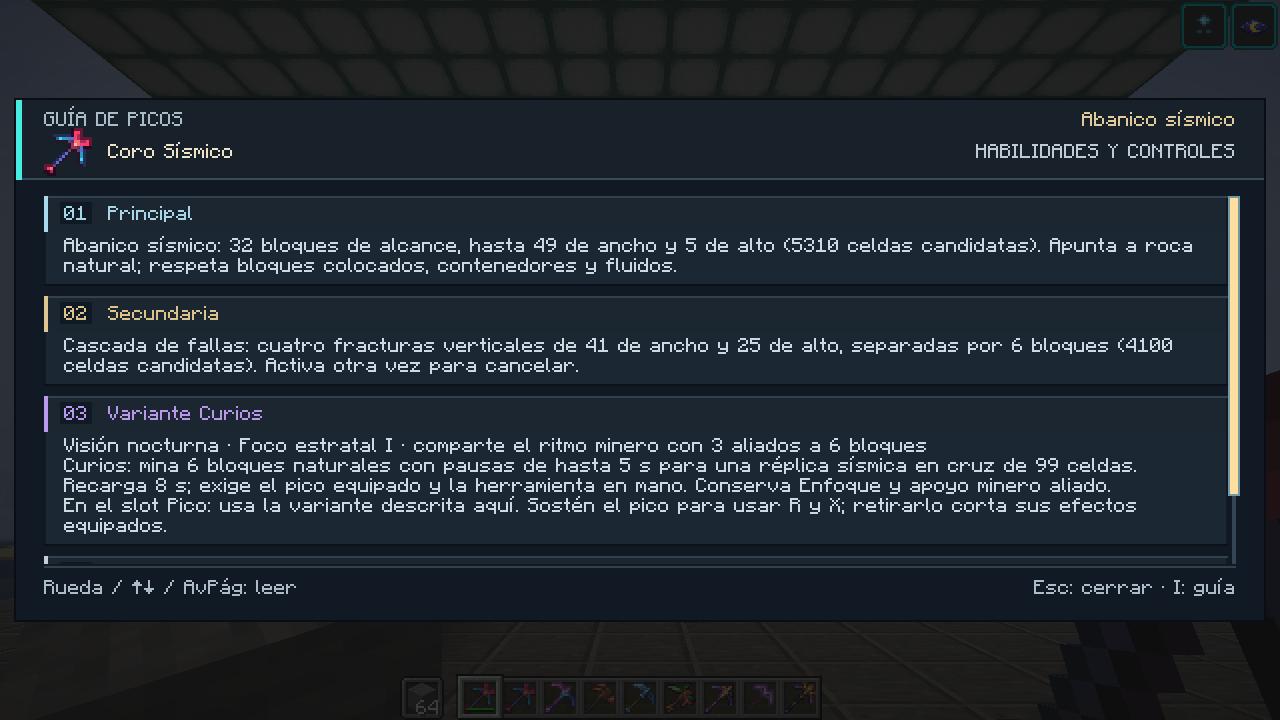 GUÍA DE PICOS
Abanico sísmico
Coro Sísmico
HABILIDADES Y CONTROLES
01 Principal
Abanico sísmico: 32 bloques de alcance, hasta 49 de ancho y 5 de alto (5310 celdas candidatas). Apunta a roca
natural; respeta bloques colocados, contenedores y fluidos.
02 Secundaria
Cascada de fallas: cuatro fracturas verticales de 41 de ancho y 25 de alto, separadas por 6 bloques (4100
celdas candidatas). Activa otra vez para cancelar.
03 Variante Curios
Visión nocturna · Foco estratal I · comparte el ritmo minero con 3 aliados a 6 bloques
Curios: mina 6 bloques naturales con pausas de hasta 5 s para una réplica sísmica en cruz de 99 celdas.
Recarga 8 s; exige el pico equipado y la herramienta en mano. Conserva Enfoque y apoyo minero aliado.
En el slot Pico: usa la variante descrita aquí. Sostén el pico para usar R y X; retirarlo corta sus efectos
equipados.
Rueda / ↑↓ / AvPág: leer
Esc: cerrar · I: guía
64